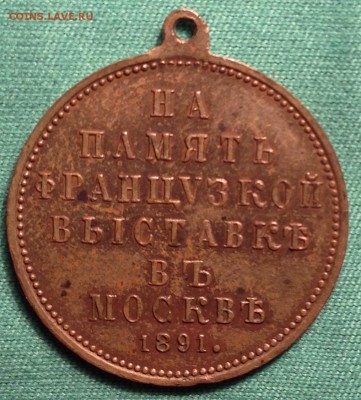 COINS.LAVE.RU
НА
ПАМЯТЬ
ФРАНЦУЗКОЙ
ВЫСТАВКѢ
ВЪ
МОСКВѢ
1891.